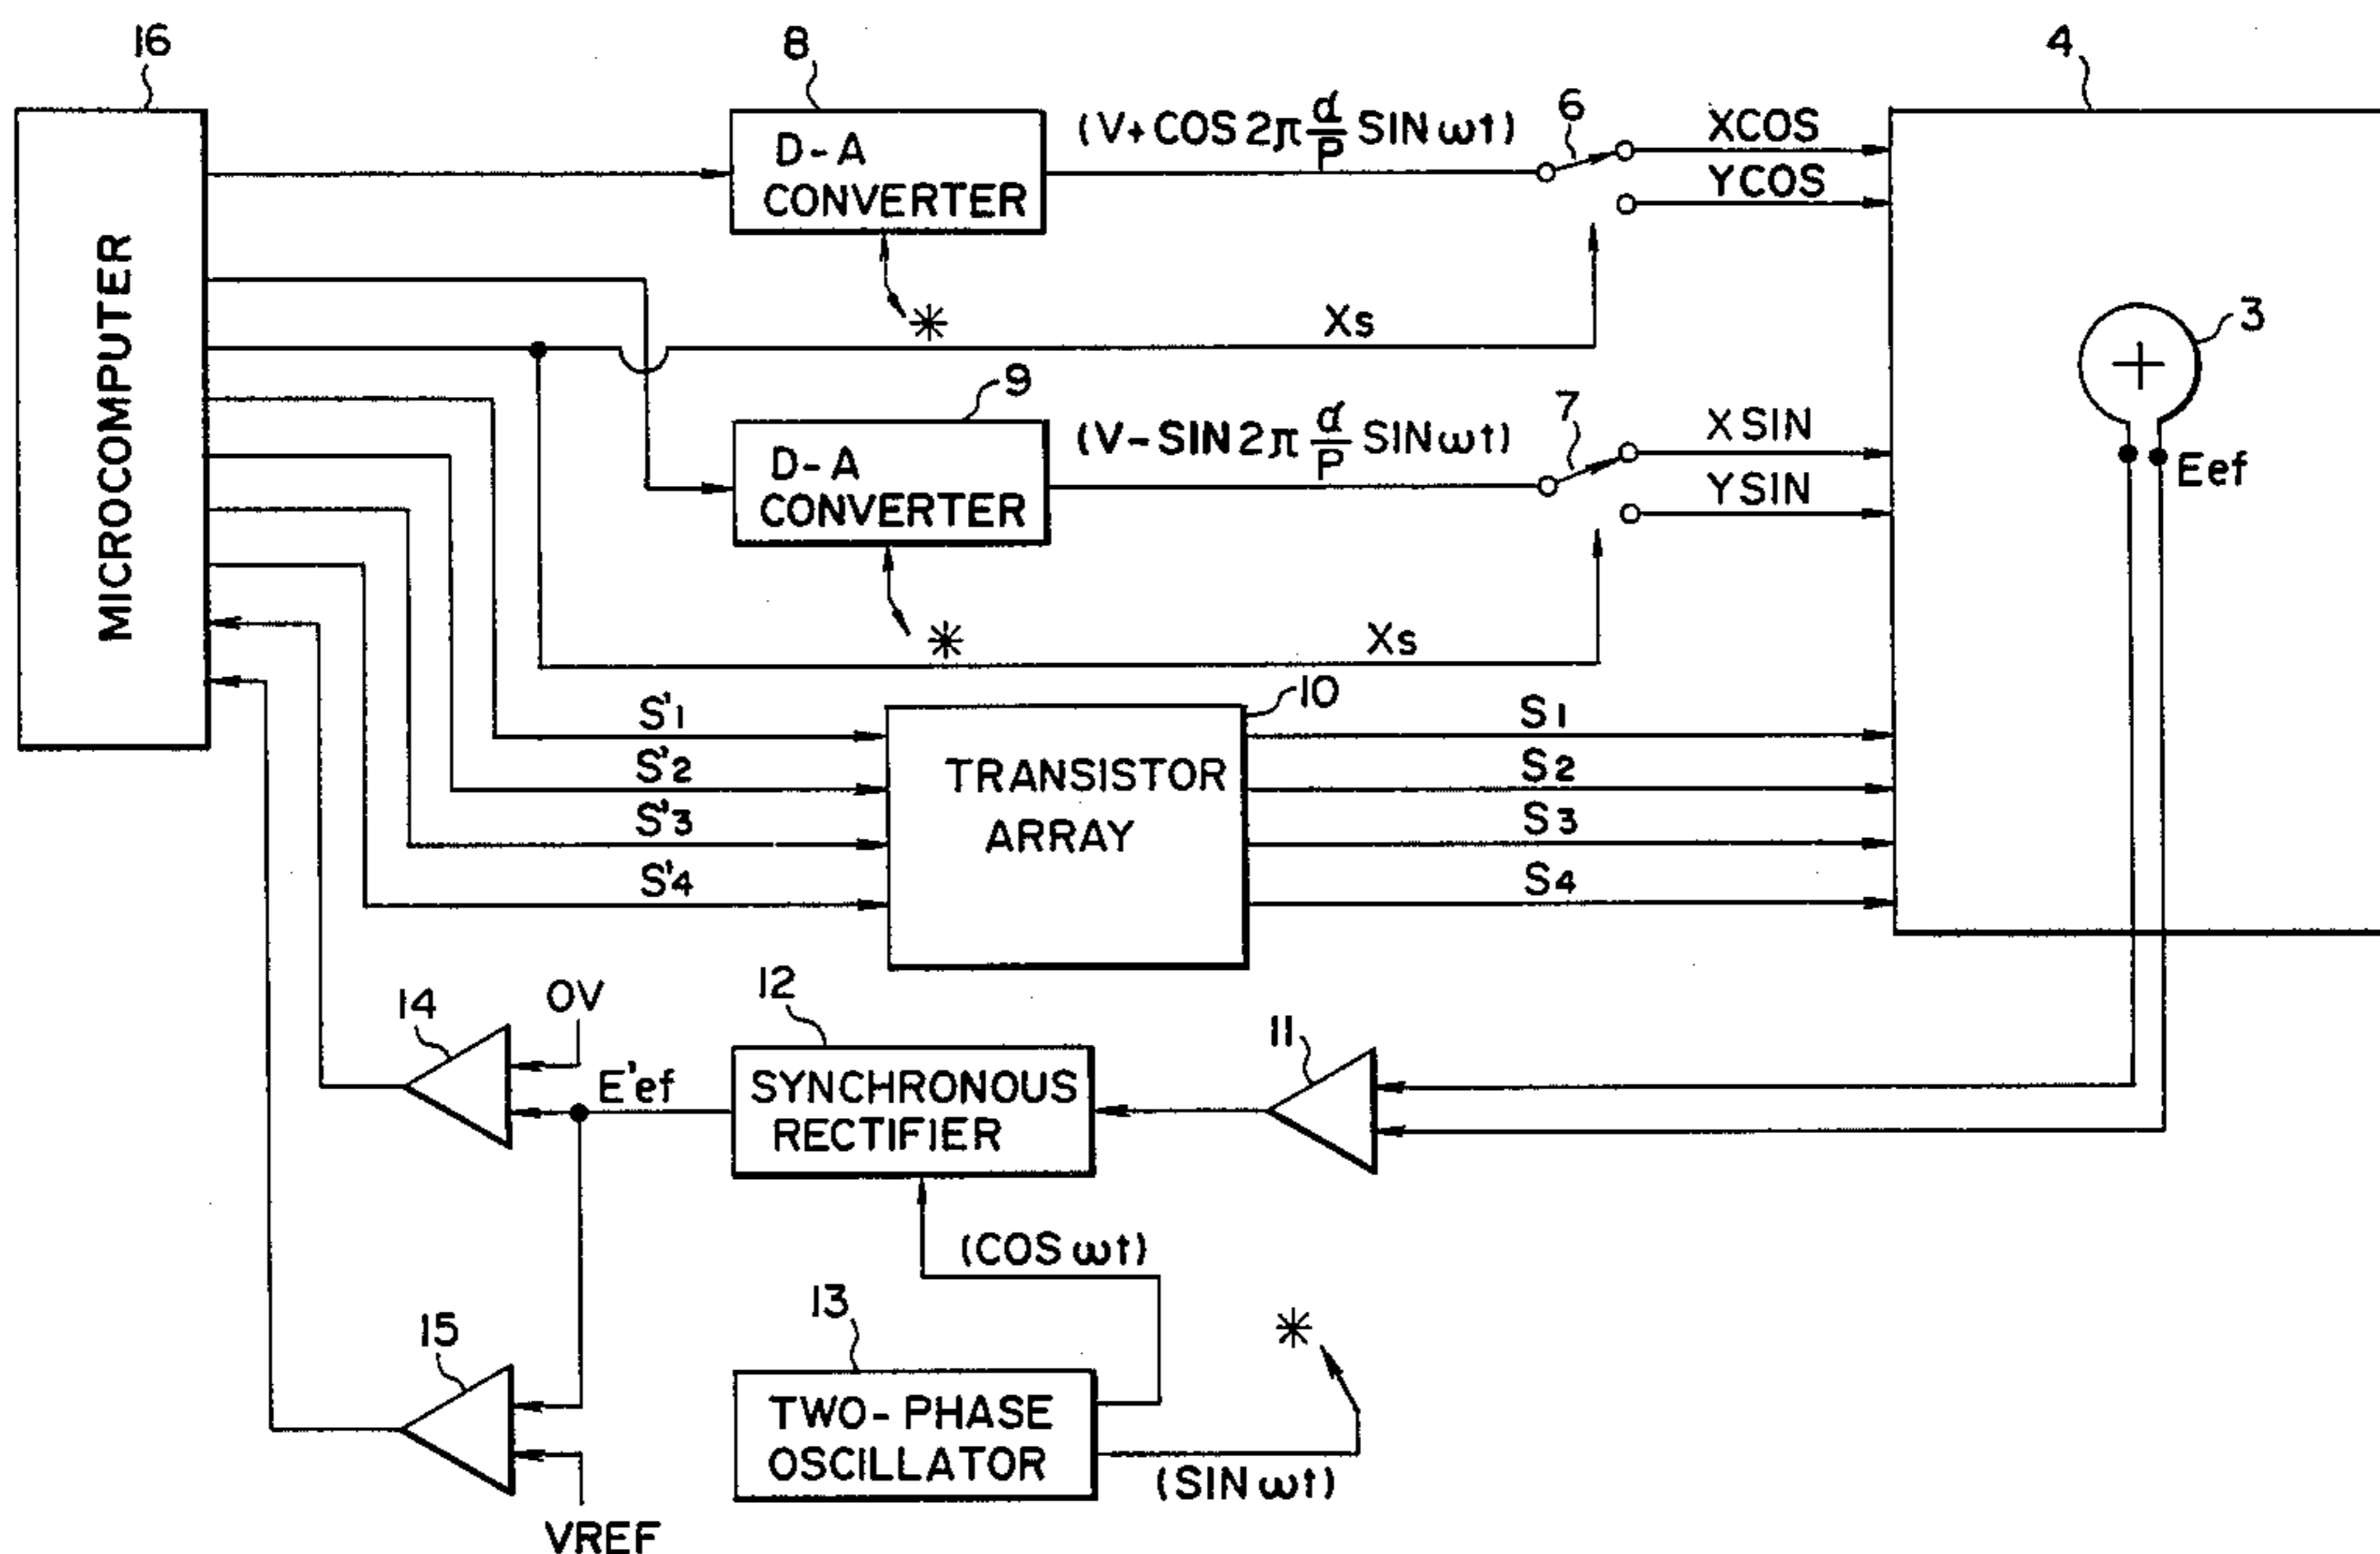 16
8
4
MICROCOMPUTER
D-A
CONVERTER
(V+COS 2π α/P SIN ωt)
6
XCOS
YCOS
3
*
Xs
9
D-A
CONVERTER
(V-SIN 2π α/P SIN ωt)
7
XSIN
YSIN
Eef
*
Xs
10
S'1
S'2
S'3
S'4
TRANSISTOR
ARRAY
S1
S2
S3
S4
14
0V
12
E'ef
SYNCHRONOUS
RECTIFIER
11
(COS ωt)
15
VREF
13
TWO-PHASE
OSCILLATOR
*
(SIN ωt)